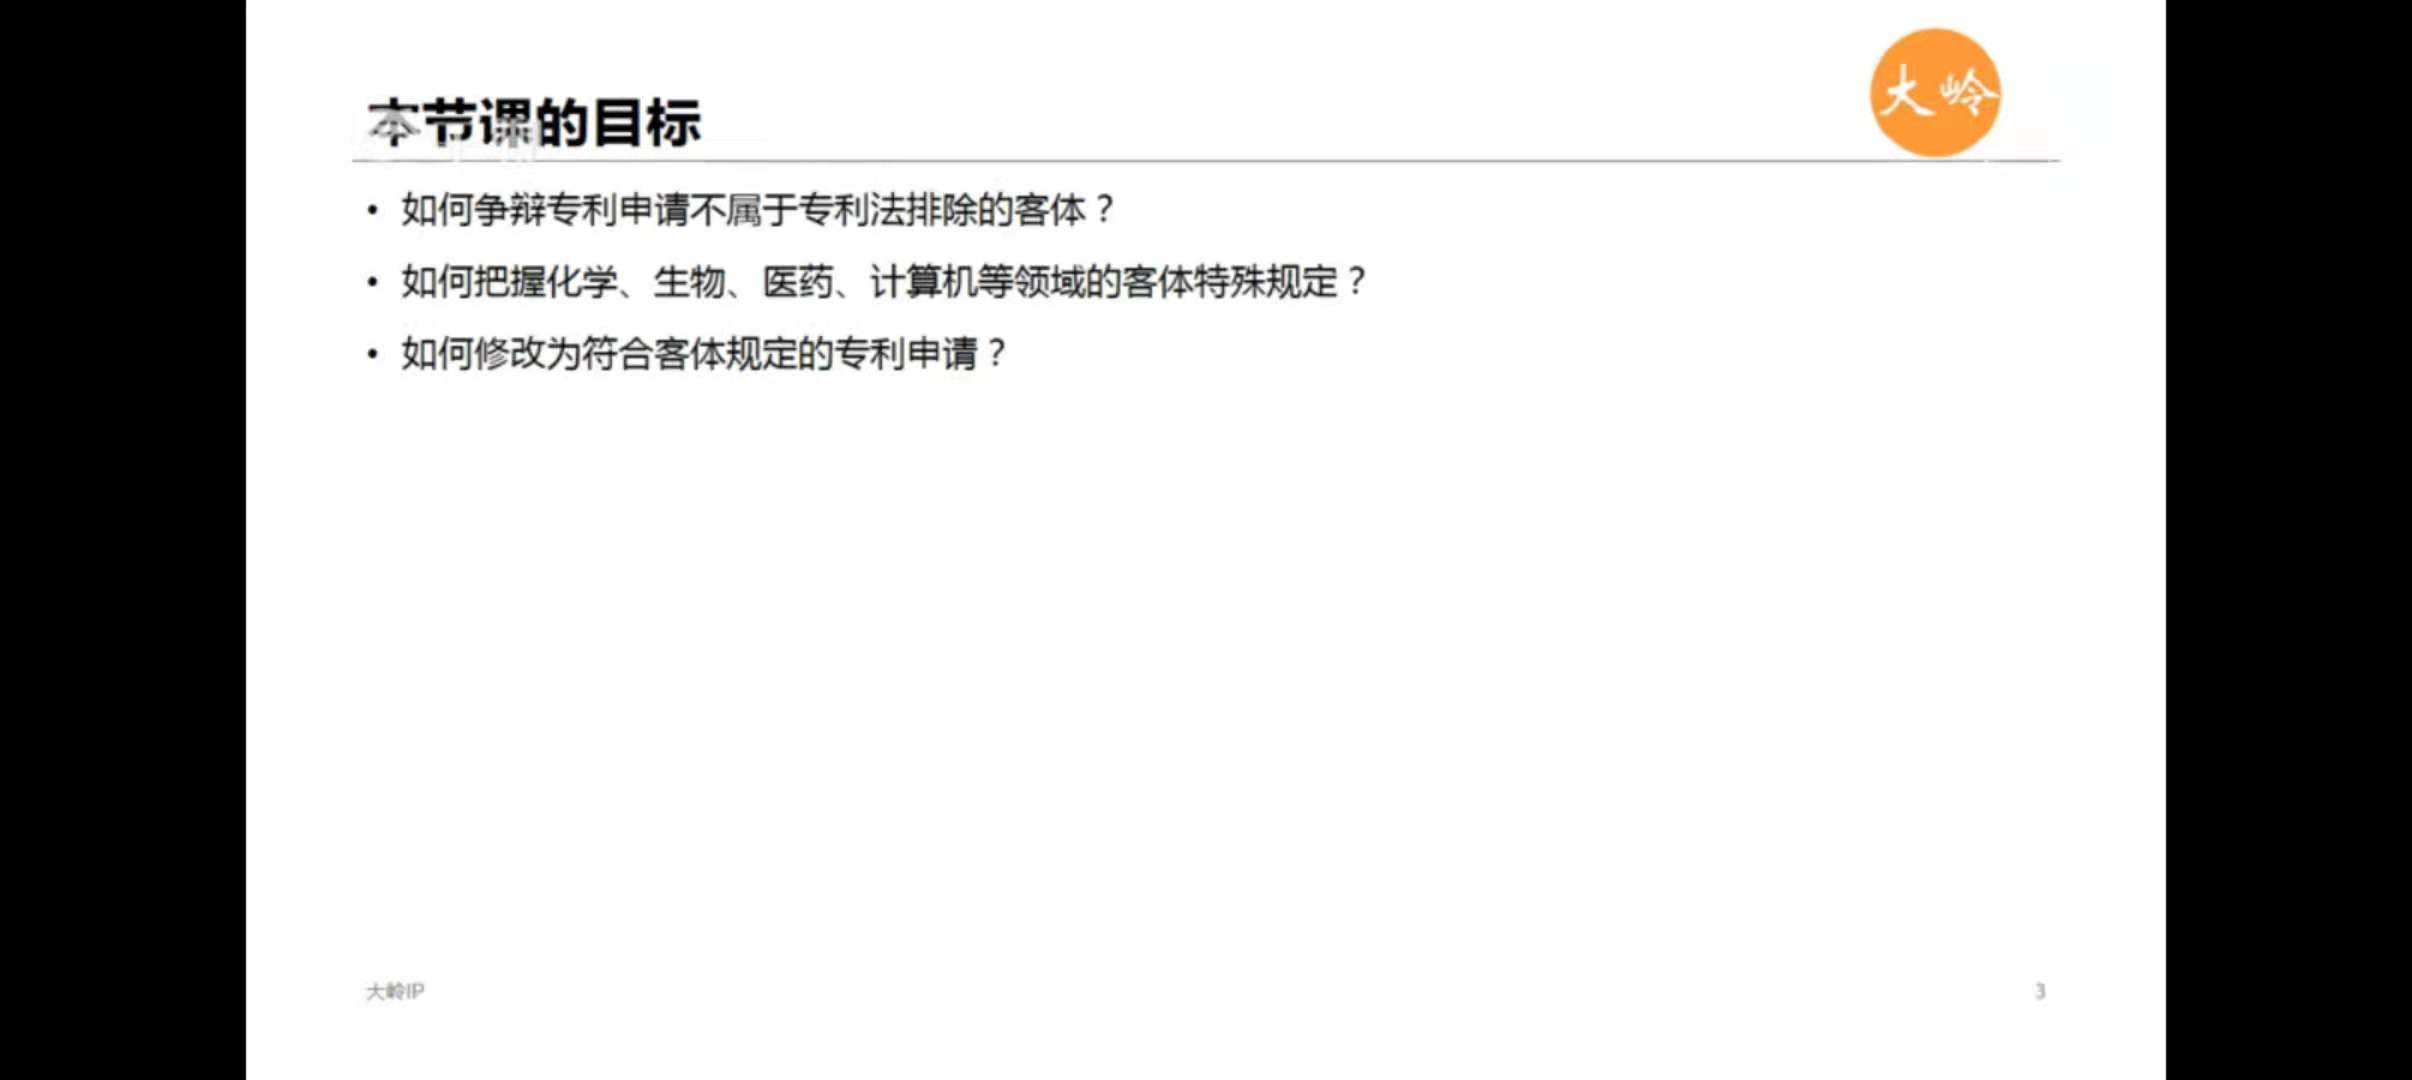 大岭
本节课的目标
• 如何争辩专利申请不属于专利法排除的客体？
• 如何把握化学、生物、医药、计算机等领域的客体特殊规定？
• 如何修改为符合客体规定的专利申请？
大岭IP
3